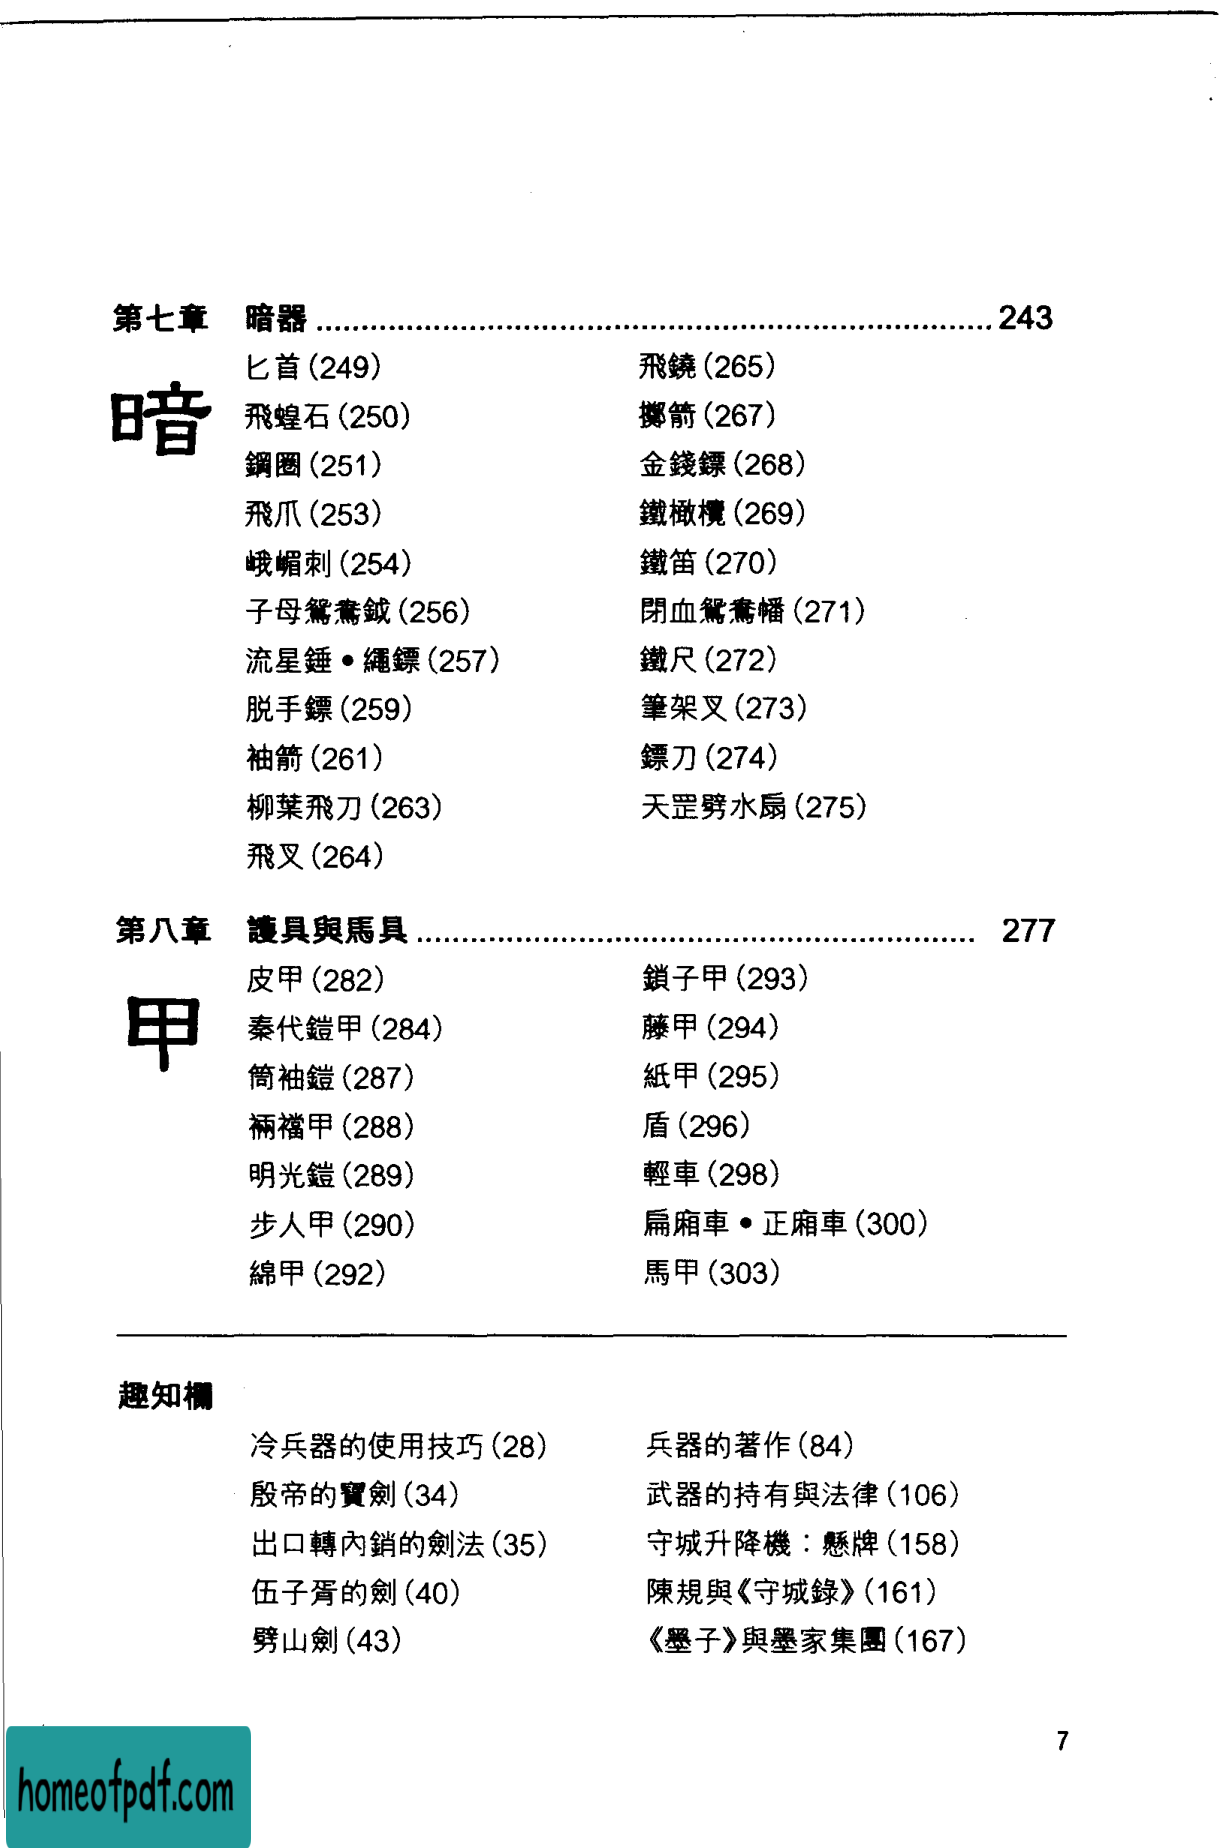 第七章 暗器 ........................................ 243
暗
匕首(249)
飛蝗石(250)
鋼圈(251)
飛爪(253)
峨嵋刺(254)
子母鴛鴦鉞(256)
流星錘•繩鏢(257)
脱手鏢(259)
袖箭(261)
柳葉飛刀(263)
飛叉(264)
飛鐃(265)
擲箭(267)
金錢鏢(268)
鐵橄欖(269)
鐵笛(270)
閉血鴛鴦幡(271)
鐵尺(272)
筆架叉(273)
鏢刀(274)
天罡劈水扇(275)
第八章 護具與馬具 ........................................ 277
甲
皮甲(282)
秦代鎧甲(284)
筒袖鎧(287)
裲襠甲(288)
明光鎧(289)
步人甲(290)
綿甲(292)
鎖子甲(293)
藤甲(294)
紙甲(295)
盾(296)
輕車(298)
扁廂車•正廂車(300)
馬甲(303)
趣知欄
冷兵器的使用技巧(28)
殷帝的寶劍(34)
出口轉內銷的劍法(35)
伍子胥的劍(40)
劈山劍(43)
兵器的著作(84)
武器的持有與法律(106)
守城升降機：懸牌(158)
陳規與《守城錄》(161)
《墨子》與墨家集團(167)
7
homeofpdf.com